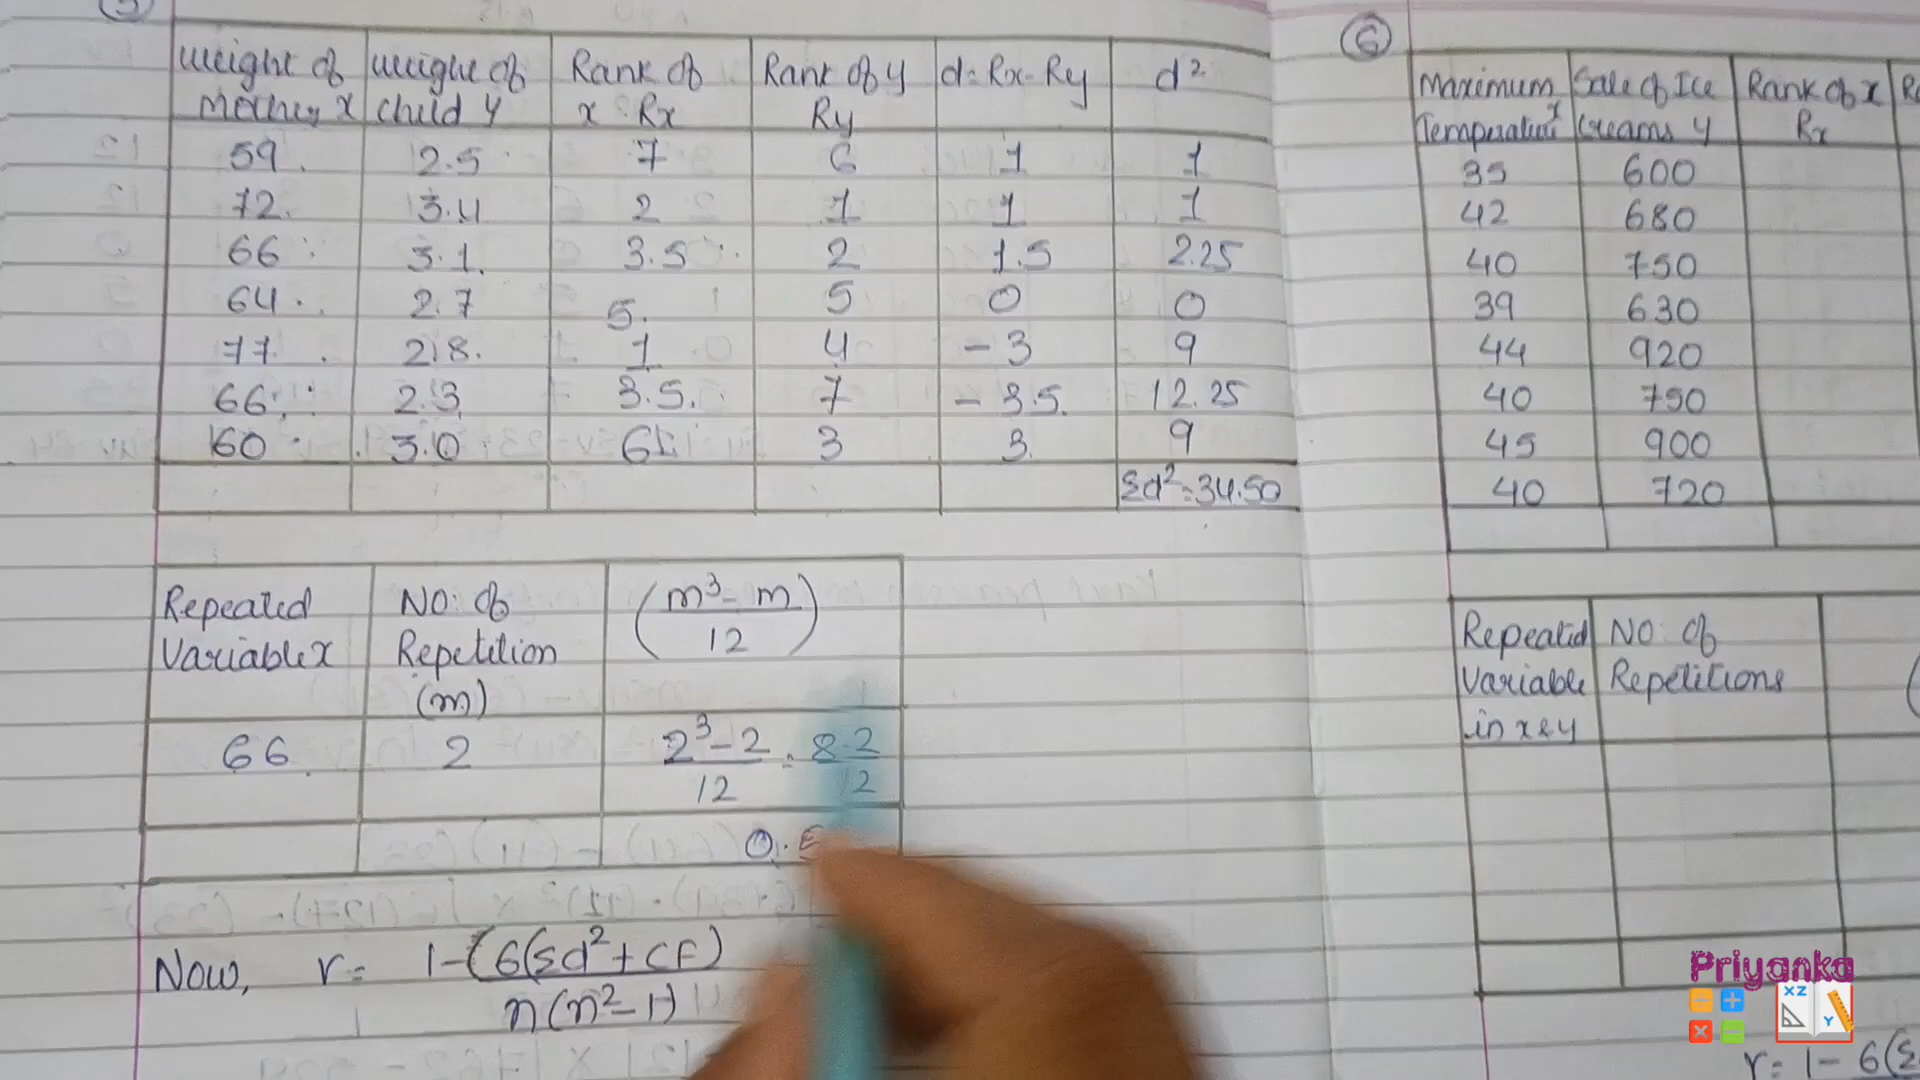 Weight of Mother x | Weight of Child y | Rank of x Rx | Rank of y Ry | d=Rx-Ry | d²
59 | 2.5 | 7 | 6 | 1 | 1
72 | 3.4 | 2 | 1 | 1 | 1
66 | 3.1 | 3.5 | 2 | 1.5 | 2.25
64 | 2.7 | 5 | 5 | 0 | 0
77 | 2.8 | 1 | 4 | -3 | 9
66 | 2.3 | 3.5 | 7 | -3.5 | 12.25
60 | 3.0 | 6 | 3 | 3 | 9
Σd²=34.50
Repeated Variable x | No: of Repetition (m) | (m³-m / 12)
66 | 2 | 2³-2 / 12 = 8-2 / 12
0.5
Now, r = 1-(6(Σd²+CF) / n(n²-1)
6
Maximum Temperature x | Sale of Ice Creams y | Rank of x Rx
35 | 600
42 | 680
40 | 750
39 | 630
44 | 920
40 | 750
45 | 900
40 | 720
Repeated Variable in x & y | No: of Repetitions
r = 1 - 6(Σ
Priyanka
XZ
Y